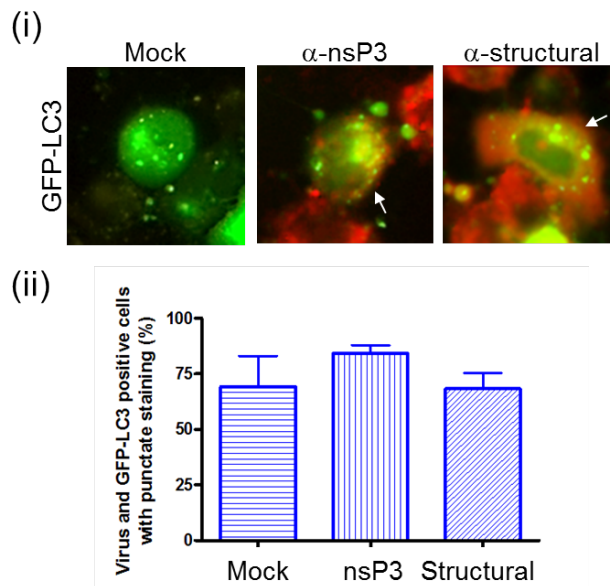 (i)
Mock
α-nsP3
α-structural
GFP-LC3
(ii)
Virus and GFP-LC3 positive cells
with punctate staining (%)
100
75
50
25
0
Mock
nsP3
Structural